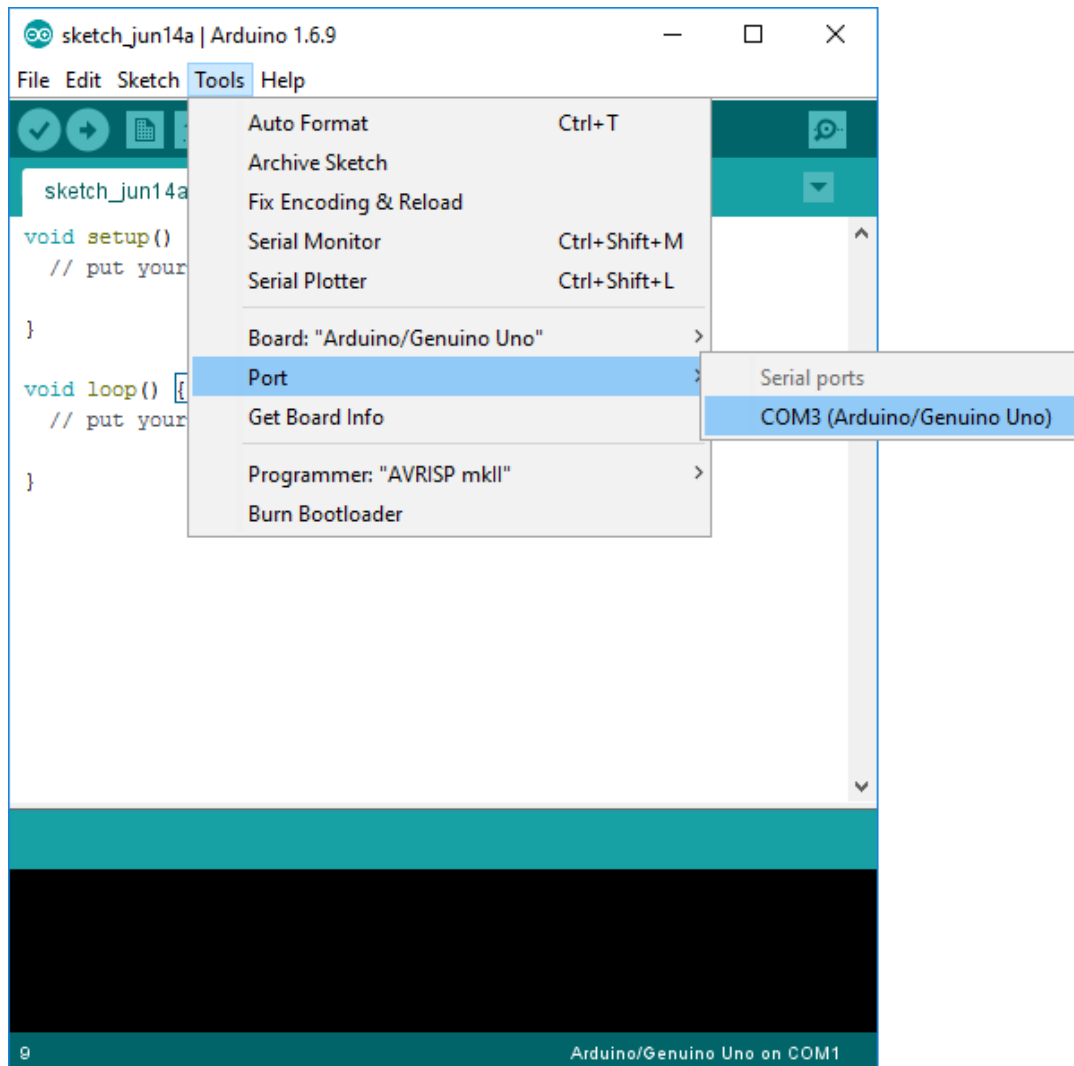 sketch_jun14a | Arduino 1.6.9
File Edit Sketch Tools Help
Auto Format Ctrl+T
Archive Sketch
sketch_jun14a
Fix Encoding & Reload
void setup()
Serial Monitor Ctrl+Shift+M
// put your
Serial Plotter Ctrl+Shift+L
}
Board: "Arduino/Genuino Uno"
Port
Serial ports
void loop() {
// put your
Get Board Info
COM3 (Arduino/Genuino Uno)
}
Programmer: "AVRISP mkII"
Burn Bootloader
9
Arduino/Genuino Uno on COM1